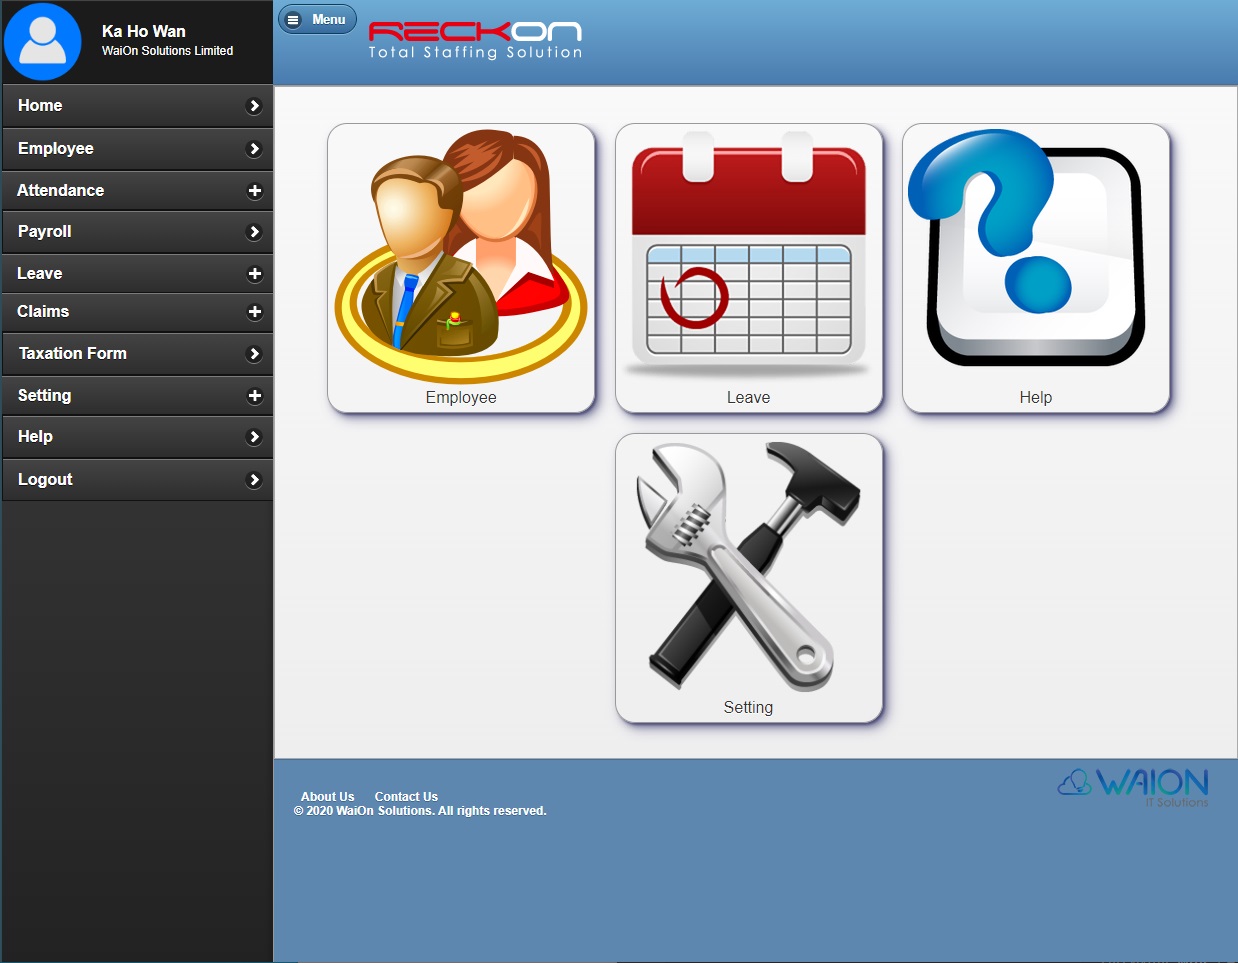 Ka Ho Wan
WaiOn Solutions Limited
Home
Employee
Attendance
Payroll
Leave
Claims
Taxation Form
Setting
Help
Logout
Menu
RECKON
Total Staffing Solution
Employee
Leave
Help
Setting
About Us Contact Us
© 2020 WaiOn Solutions. All rights reserved.
WAION
IT Solutions